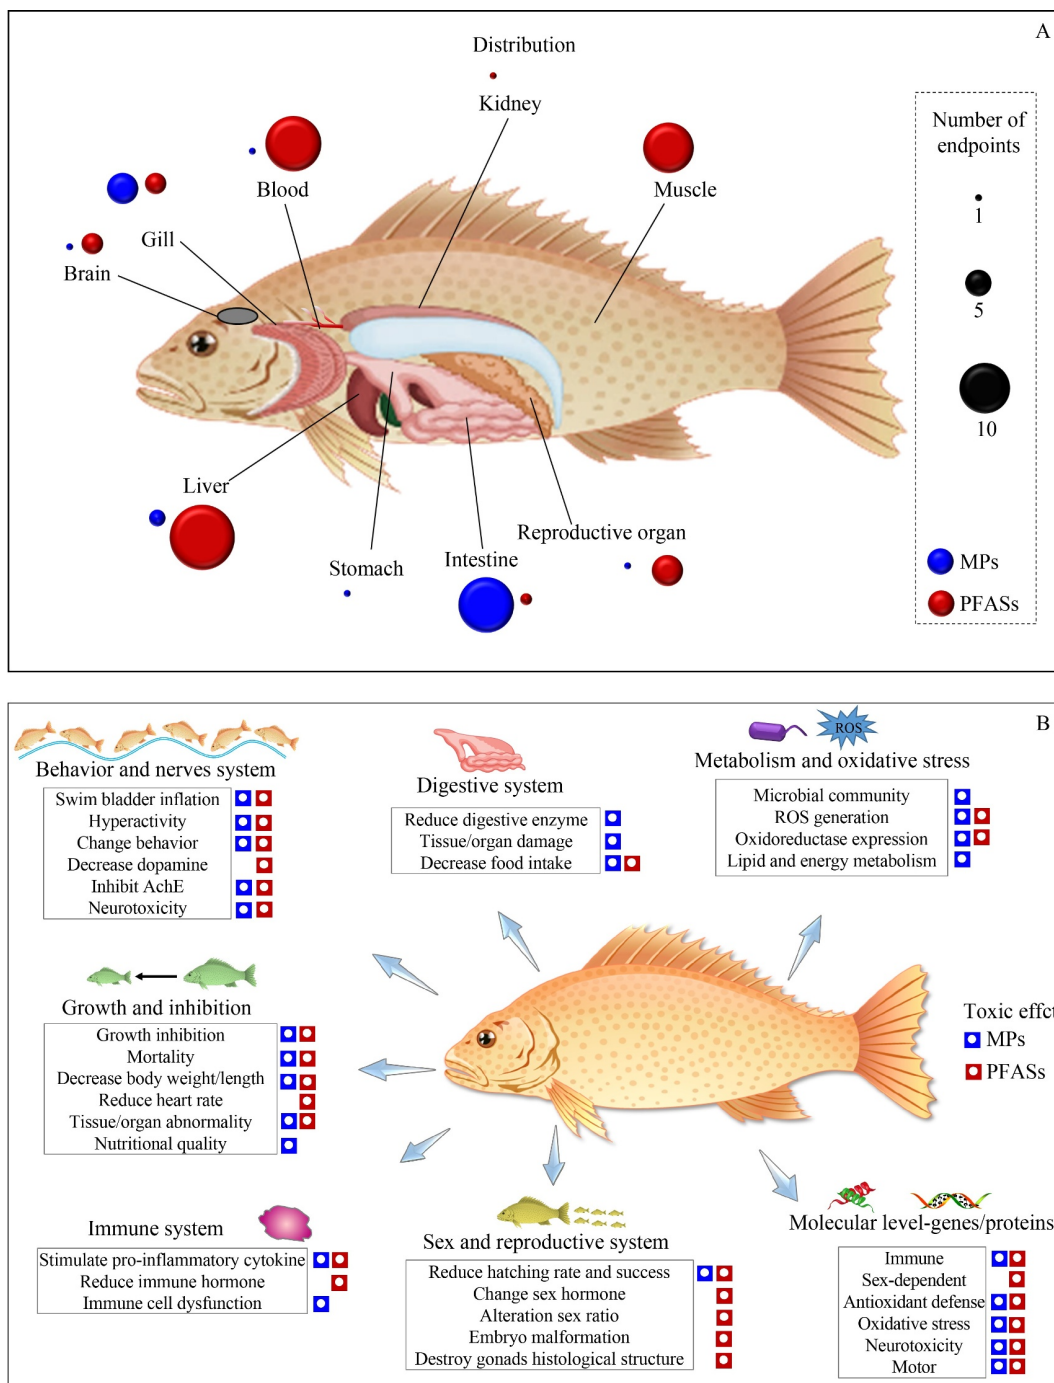 A
Distribution
Kidney
Blood
Muscle
Gill
Brain
Liver
Stomach
Intestine
Reproductive organ
Number of
endpoints
1
5
10
MPs
PFASs
B
Behavior and nerves system
Swim bladder inflation
Hyperactivity
Change behavior
Decrease dopamine
Inhibit AchE
Neurotoxicity
Digestive system
Reduce digestive enzyme
Tissue/organ damage
Decrease food intake
ROS
Metabolism and oxidative stress
Microbial community
ROS generation
Oxidoreductase expression
Lipid and energy metabolism
Growth and inhibition
Growth inhibition
Mortality
Decrease body weight/length
Reduce heart rate
Tissue/organ abnormality
Nutritional quality
Toxic effct
MPs
PFASs
Immune system
Stimulate pro-inflammatory cytokine
Reduce immune hormone
Immune cell dysfunction
Sex and reproductive system
Reduce hatching rate and success
Change sex hormone
Alteration sex ratio
Embryo malformation
Destroy gonads histological structure
Molecular level-genes/proteins
Immune
Sex-dependent
Antioxidant defense
Oxidative stress
Neurotoxicity
Motor